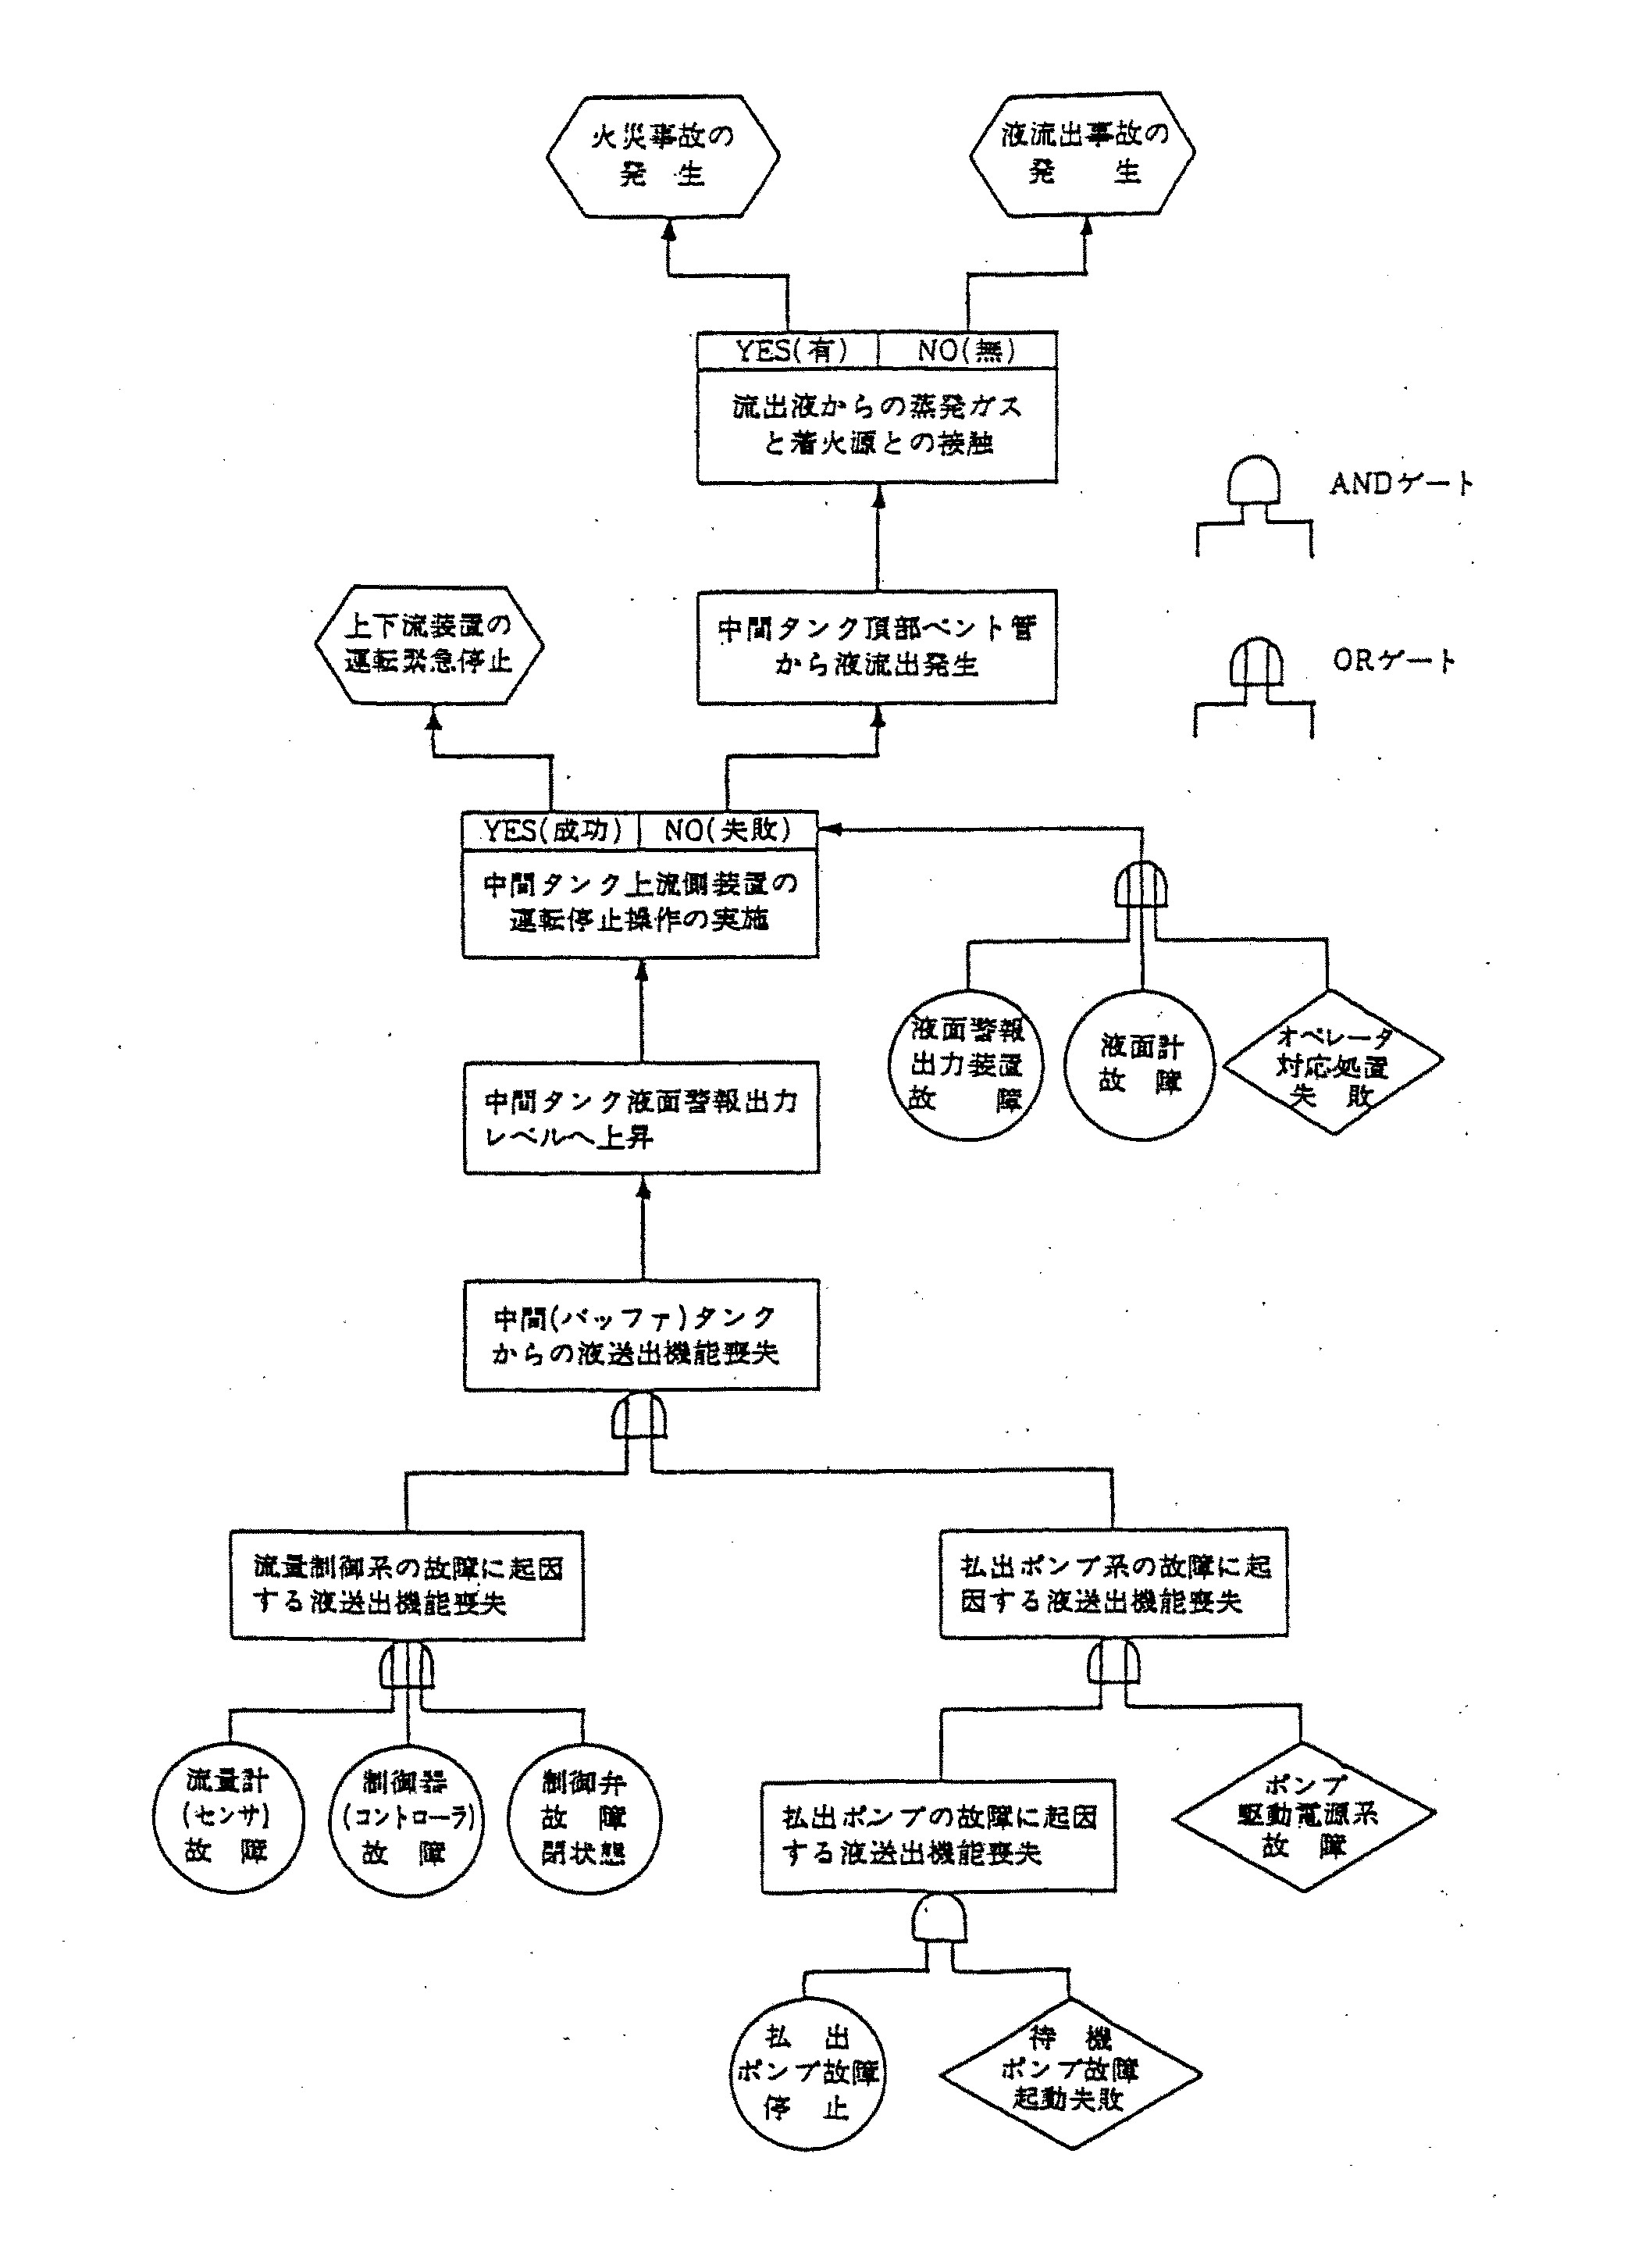 火災事故の
発　生
液流出事故の
発　生
YES(有)
NO(無)
流出液からの蒸発ガス
と着火源との接触
ANDゲート
上下流装置の
運転緊急停止
中間タンク頂部ベント管
から液流出発生
ORゲート
YES(成功)
NO(失敗)
中間タンク上流側装置の
運転停止操作の実施
液面警報
出力装置
故　障
液面計
故　障
オペレータ
対応処置
失　敗
中間タンク液面警報出力
レベルへ上昇
中間(バッファ)タンク
からの液送出機能喪失
流量制御系の故障に起因
する液送出機能喪失
払出ポンプ系の故障に起
因する液送出機能喪失
流量計
(センサ)
故　障
制御器
(コントローラ)
故　障
制御弁
故　障
閉状態
払出ポンプの故障に起因
する液送出機能喪失
ポンプ
駆動電源系
故　障
払　出
ポンプ故障
停　止
待　機
ポンプ故障
起動失敗